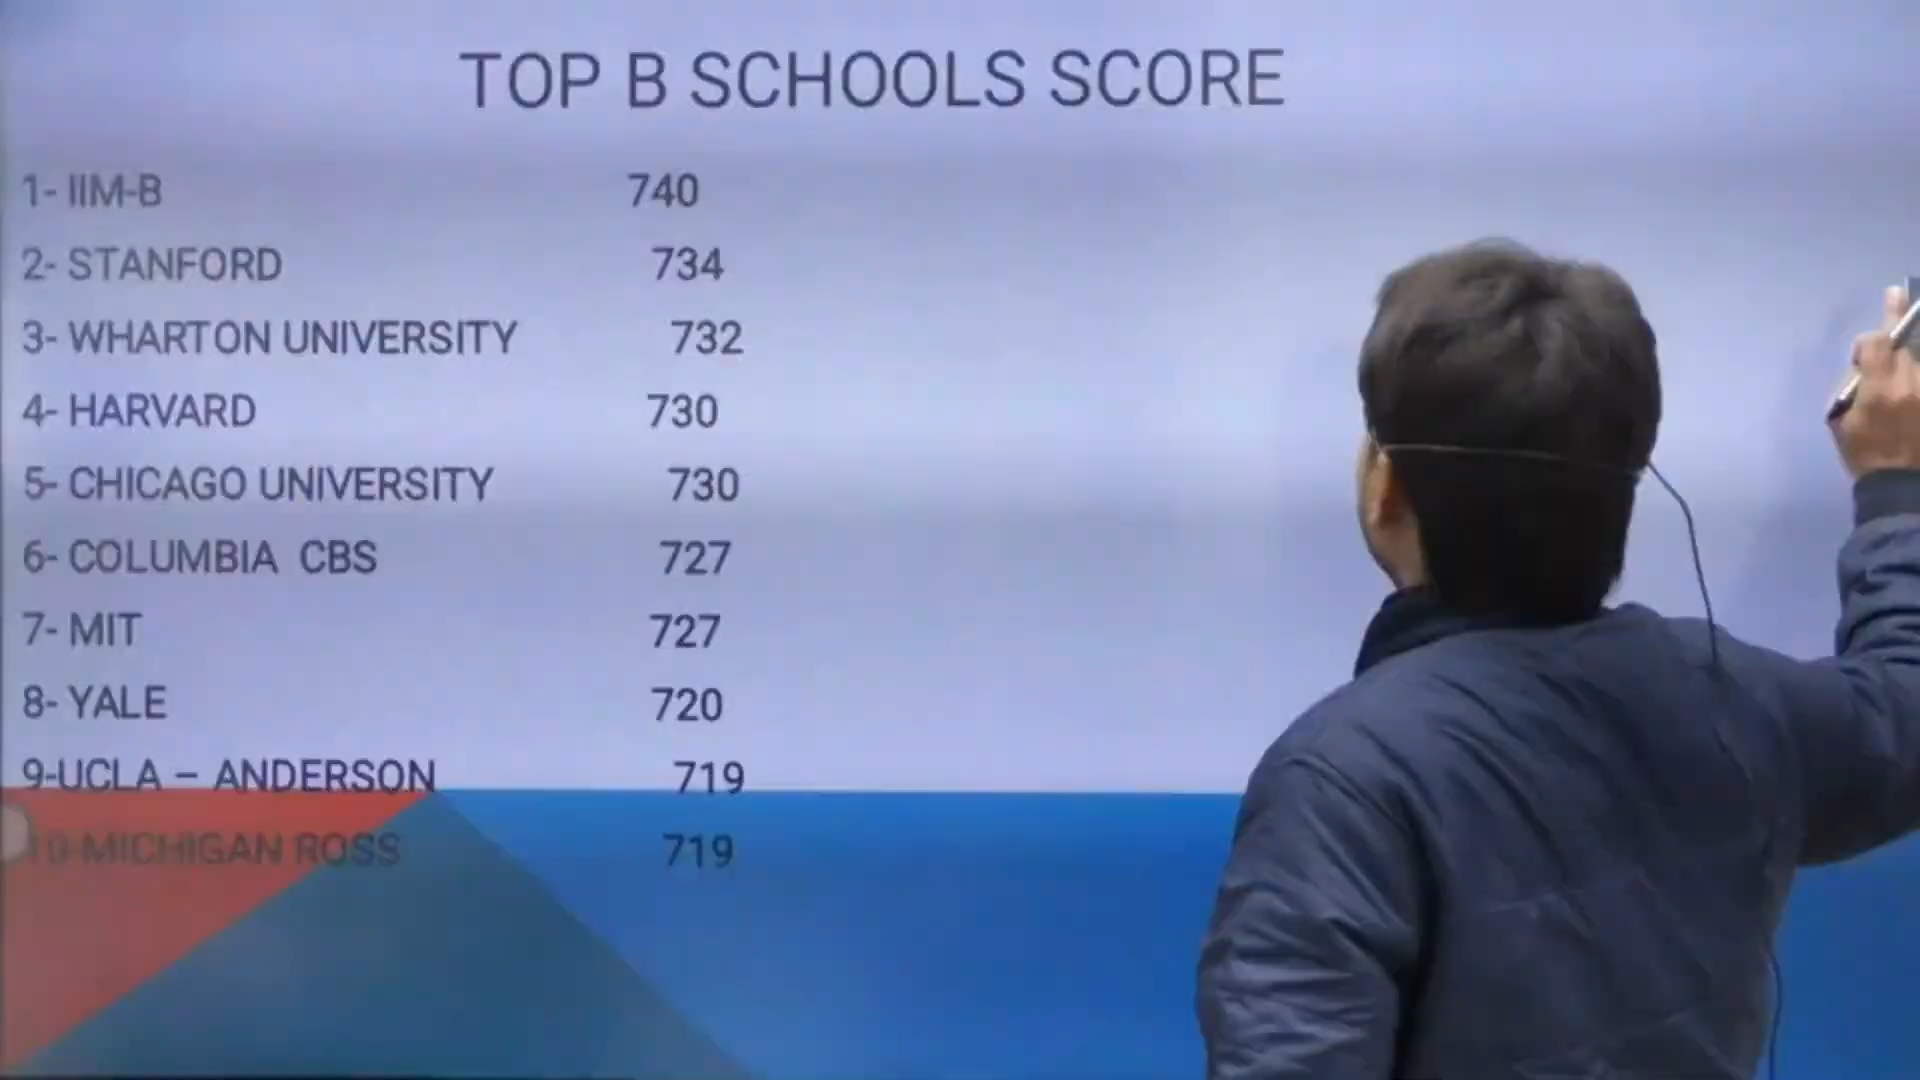 TOP B SCHOOLS SCORE
1- IIM-B 740
2- STANFORD 734
3- WHARTON UNIVERSITY 732
4- HARVARD 730
5- CHICAGO UNIVERSITY 730
6- COLUMBIA CBS 727
7- MIT 727
8- YALE 720
9-UCLA – ANDERSON 719
10-MICHIGAN ROSS 719